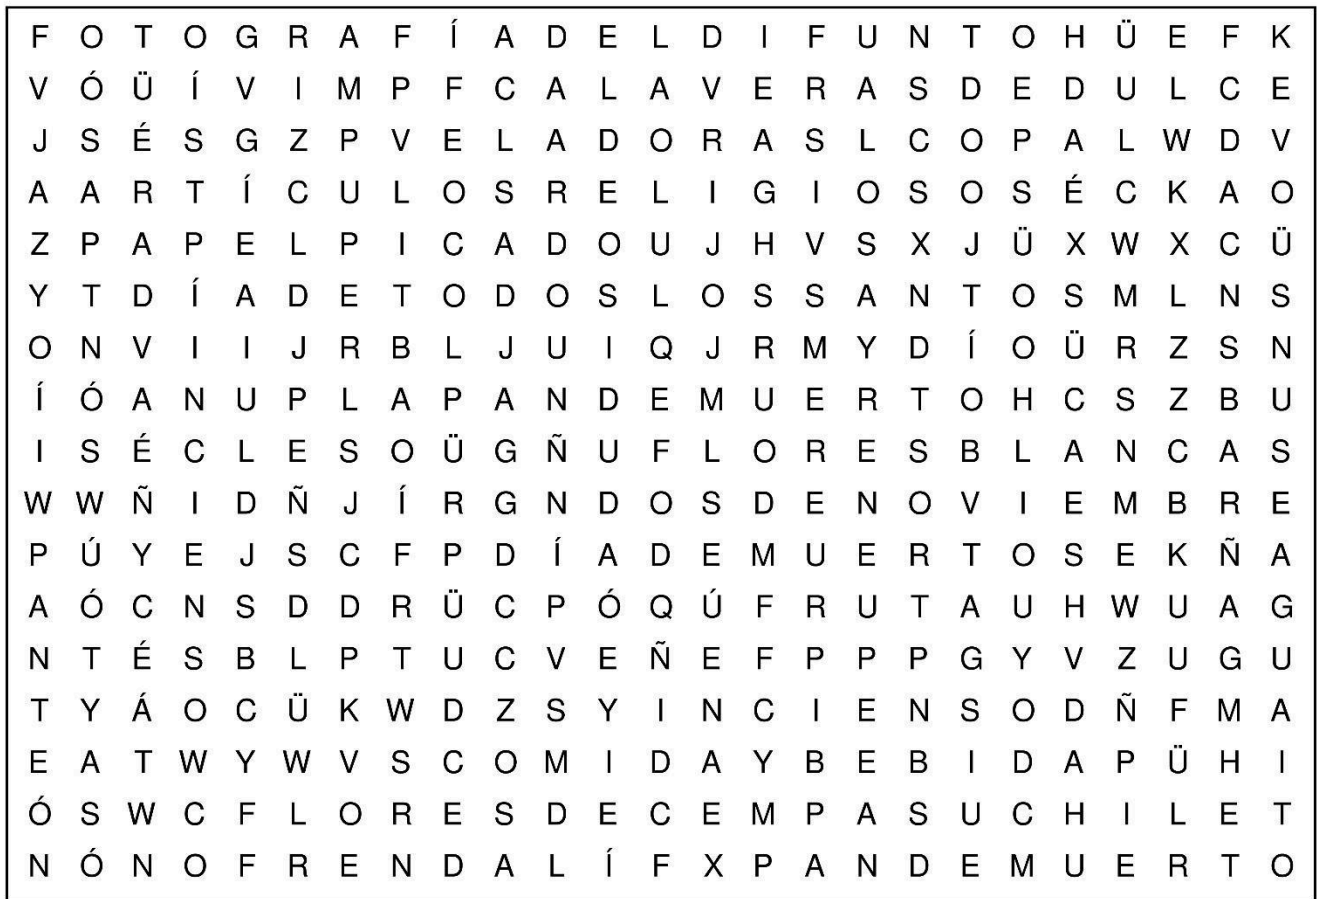 F O T O G R A F Í A D E L D I F U N T O H Ü E F K
V Ó Ü Í V I M P F C A L A V E R A S D E D U L C E
J S É S G Z P V E L A D O R A S L C O P A L W D V
A A R T Í C U L O S R E L I G I O S O S É C K A O
Z P A P E L P I C A D O U J H V S X J Ü X W X C Ü
Y T D Í A D E T O D O S L O S S A N T O S M L N S
O N V I I J R B L J U I Q J R M Y D Í O Ü R Z S N
Í Ó A N U P L A P A N D E M U E R T O H C S Z B U
I S É C L E S O Ü G Ñ U F L O R E S B L A N C A S
W W Ñ I D Ñ J Í R G N D O S D E N O V I E M B R E
P Ú Y E J S C F P D Í A D E M U E R T O S E K Ñ A
A Ó C N S D D R Ü C P Ó Q Ú F R U T A U H W U A G
N T É S B L P T U C V E Ñ E F P P P G Y V Z U G U
T Y Á O C Ü K W D Z S Y I N C I E N S O D Ñ F M A
E A T W Y W V S C O M I D A Y B E B I D A P Ü H I
Ó S W C F L O R E S D E C E M P A S U C H I L E T
N Ó N O F R E N D A L Í F X P A N D E M U E R T O